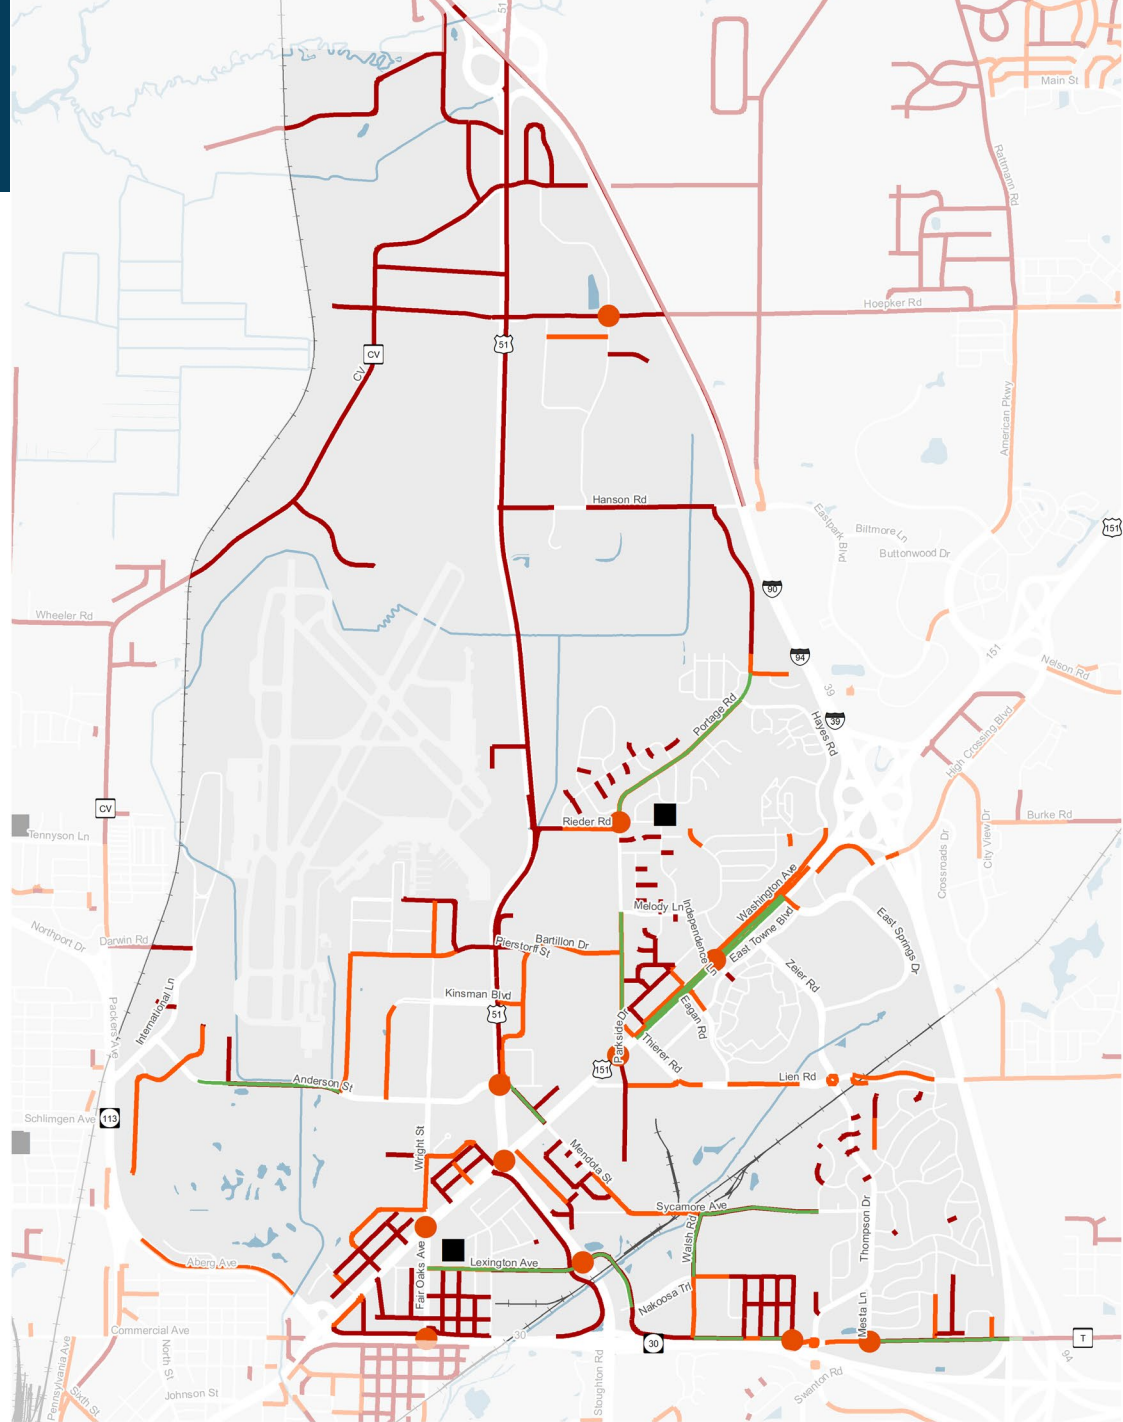 51
Main St
Rattmann Rd
Hoepker Rd
51
CV
CV
American Pkwy
Hanson Rd
Eastpark Blvd
Biltmore Ln
Buttonwood Dr
151
90
Wheeler Rd
94
151
Nelson Rd
39
39
Hayes Rd
Portage Rd
High Crossing Blvd
CV
Rieder Rd
Burke Rd
Tennyson Ln
Crossroads Dr
City View Dr
Washington Ave
Melody Ln
Independence Ln
East Towne Blvd
East Springs Dr
Northport Dr
Darwin Rd
Pierstorff St
Bartillon Dr
Zeier Rd
International Ln
Kinsman Blvd
51
Eagan Rd
Packers Ave
Parkside Dr
Thierer Rd
151
Lien Rd
Anderson St
Schlimgen Ave
113
Wright St
Mendota St
Sycamore Ave
Walsh Rd
Thompson Dr
Aberg Ave
Fair Oaks Ave
Lexington Ave
Nakoosa Trl
Mesta Ln
Commercial Ave
30
30
T
94
Pennsylvania Ave
North St
Stoughton Rd
Swanton Rd
Sixth St
Johnson St